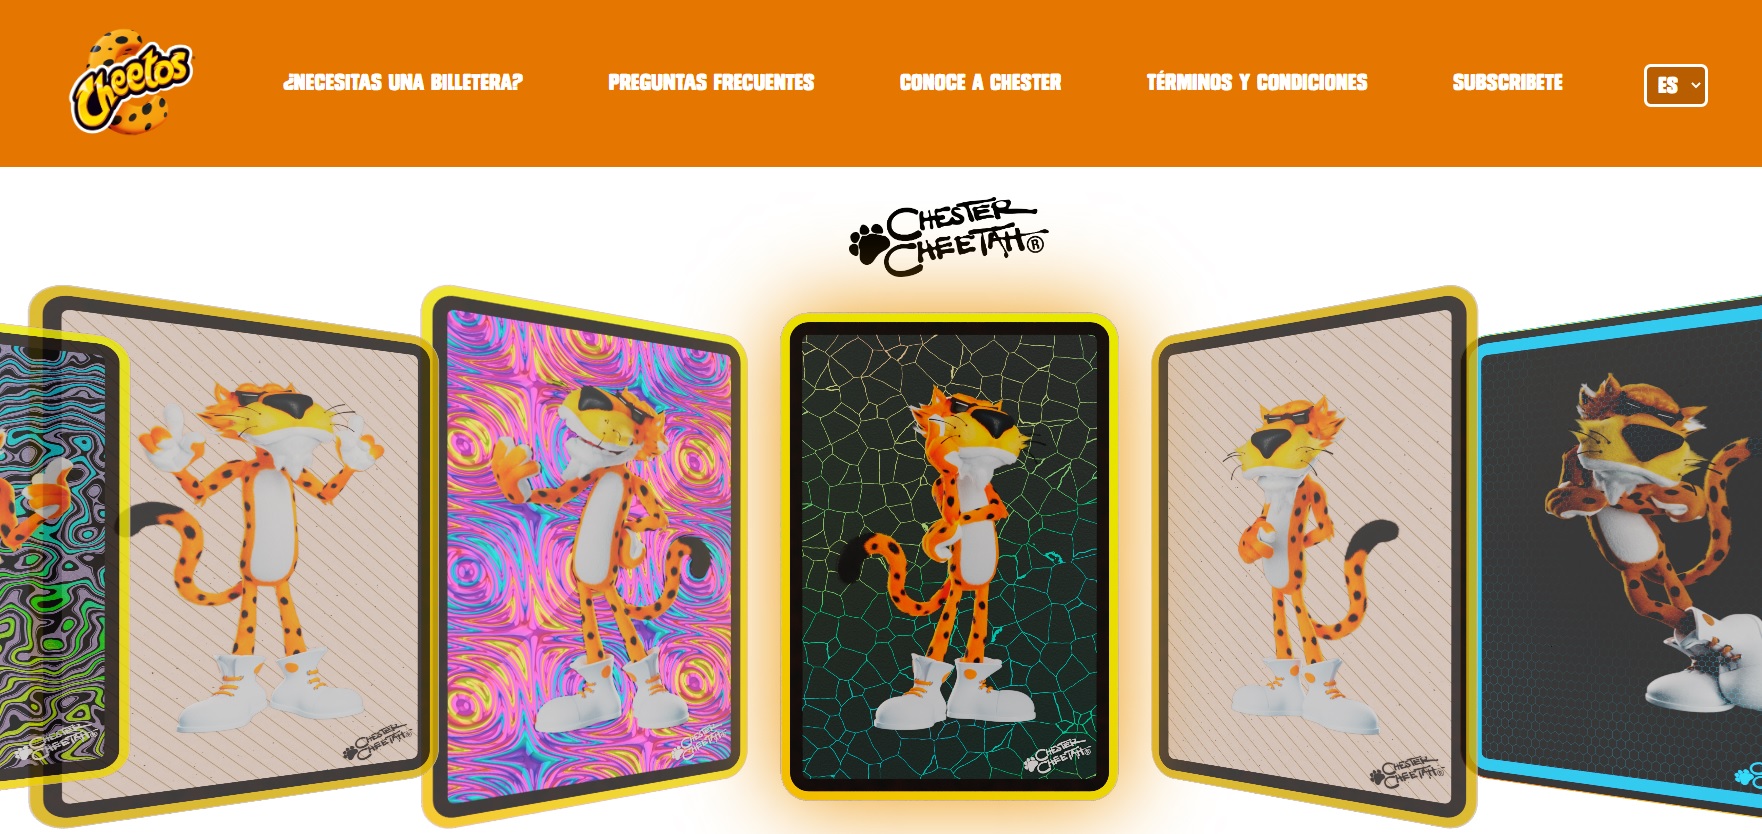 Cheetos
¿NECESITAS UNA BILLETERA?
PREGUNTAS FRECUENTES
CONOCE A CHESTER
TÉRMINOS Y CONDICIONES
SUBSCRIBETE
ES
CHESTER
CHEETAH®
CHESTER
CHEETAH®
CHESTER
CHEETAH®
CHESTER
CHEETAH®
CHESTER
CHEETAH®
CHESTER
CHEETAH®